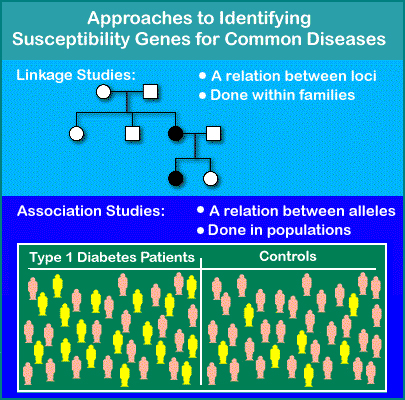 Approaches to Identifying
Susceptibility Genes for Common Diseases
Linkage Studies:
● A relation between loci
● Done within families
Association Studies:
● A relation between alleles
● Done in populations
Type 1 Diabetes Patients
Controls